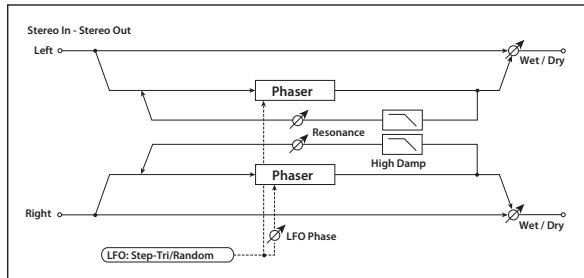 Stereo In - Stereo Out
Left
Wet / Dry
Phaser
Resonance
High Damp
Phaser
Right
Wet / Dry
LFO Phase
LFO: Step-Tri/Random